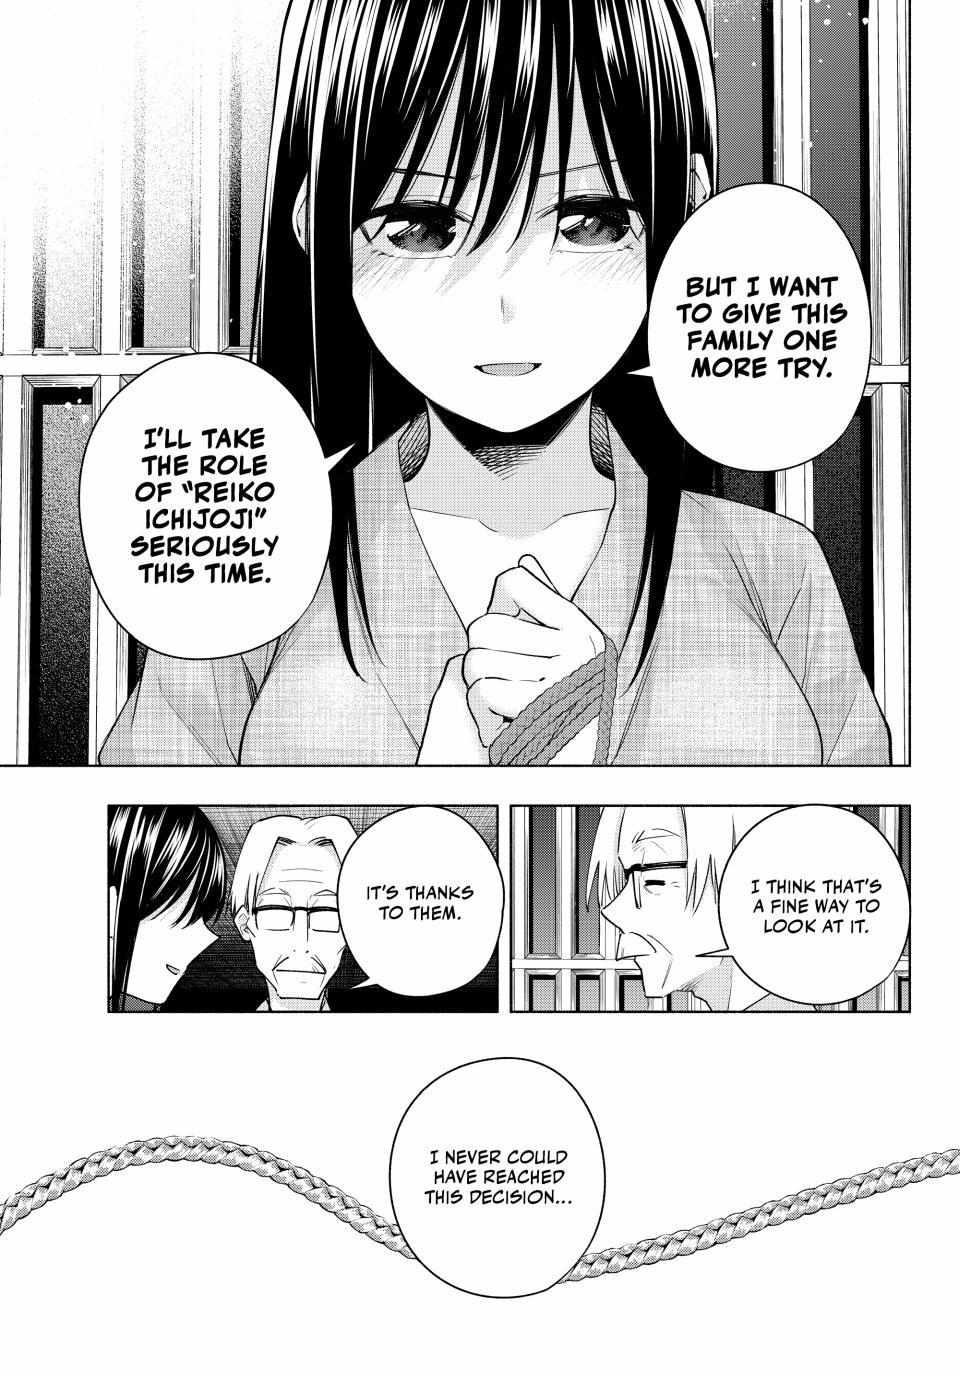 BUT I WANT
TO GIVE THIS
FAMILY ONE
MORE TRY.
I'LL TAKE
THE ROLE
OF "REIKO
ICHIJOJI"
SERIOUSLY
THIS TIME.
I THINK THAT'S
A FINE WAY TO
LOOK AT IT.
IT'S THANKS
TO THEM.
I NEVER COULD
HAVE REACHED
THIS DECISION...